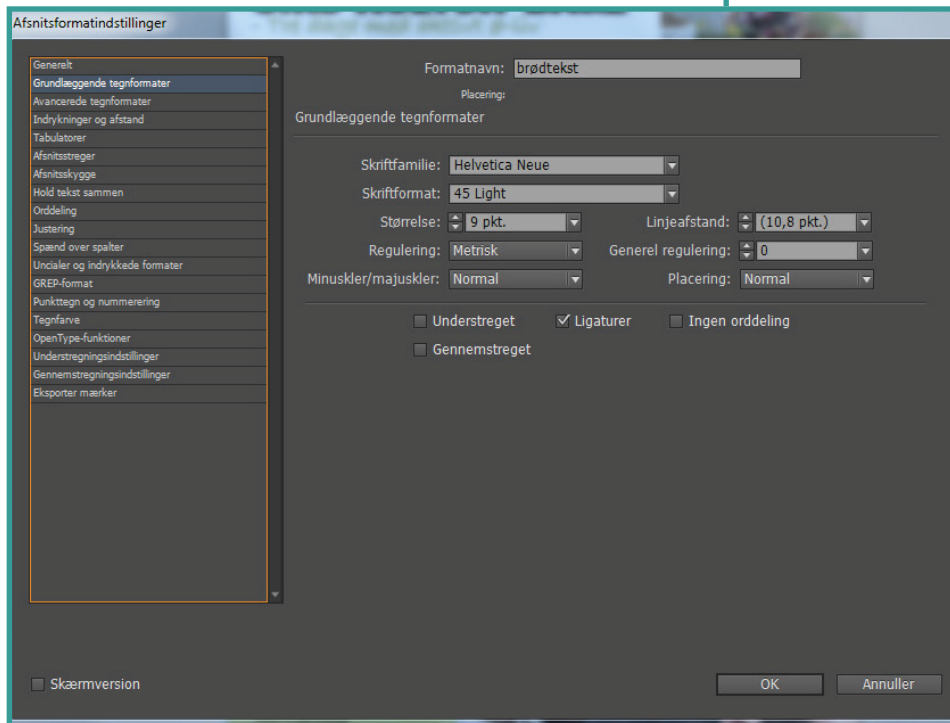 Afsnitsformatindstillinger
Generelt
Grundlæggende tegnformater
Avancerede tegnformater
Indrykninger og afstand
Tabulatorer
Afsnitsstreger
Afsnitsskygge
Hold tekst sammen
Orddeling
Justering
Spænd over spalter
Uncialer og indrykkede formater
GREP-format
Punkttegn og nummerering
Tegnfarve
OpenType-funktioner
Understregningsindstillinger
Gennemstregningsindstillinger
Eksporter mærker
Formatnavn: brødtekst
Placering:
Grundlæggende tegnformater
Skriftfamilie: Helvetica Neue
Skriftformat: 45 Light
Størrelse: 9 pkt. Linjeafstand: (10,8 pkt.)
Regulering: Metrisk Generel regulering: 0
Minuskler/majuskler: Normal Placering: Normal
Understreget Ligaturer Ingen orddeling
Gennemstreget
Skærmversion OK Annuller